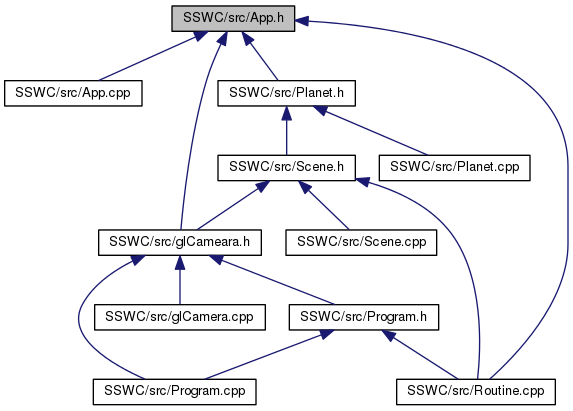 SSWC/src/App.h
SSWC/src/App.cpp
SSWC/src/Planet.h
SSWC/src/Scene.h
SSWC/src/Planet.cpp
SSWC/src/glCameara.h
SSWC/src/Scene.cpp
SSWC/src/glCamera.cpp
SSWC/src/Program.h
SSWC/src/Program.cpp
SSWC/src/Routine.cpp